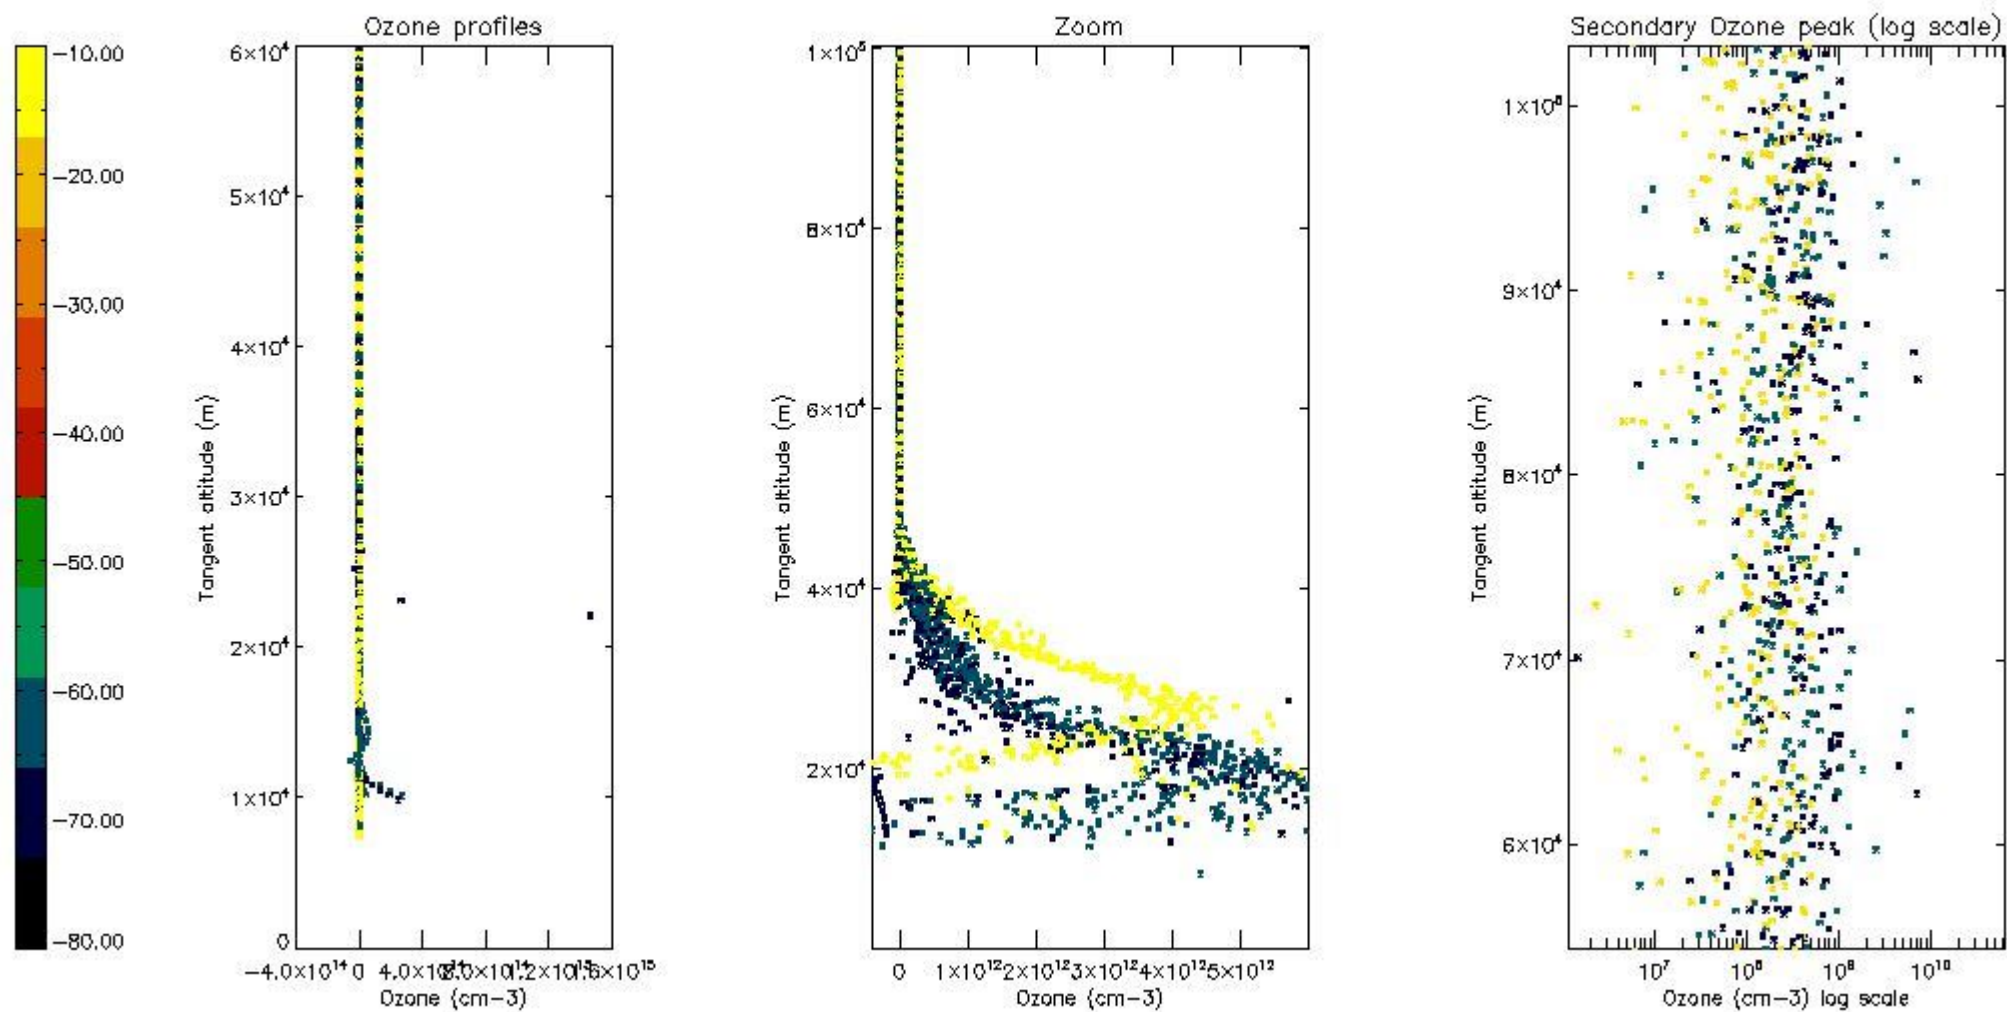 Ozone profiles
Zoom
Secondary Ozone peak (log scale)
−10.00
−20.00
−30.00
−40.00
−50.00
−60.00
−70.00
−80.00
6×10⁴
5×10⁴
4×10⁴
3×10⁴
2×10⁴
1×10⁴
0
Tangent altitude (m)
−4.0×10¹⁴ 0
Ozone (cm−3)
1×10⁵
8×10⁴
6×10⁴
4×10⁴
2×10⁴
Tangent altitude (m)
0 1×10¹² 2×10¹² 3×10¹² 4×10¹² 5×10¹²
Ozone (cm−3)
9×10⁴
8×10⁴
7×10⁴
6×10⁴
Tangent altitude (m)
10⁷ 10⁸ 10⁹ 10¹⁰
Ozone (cm−3) log scale